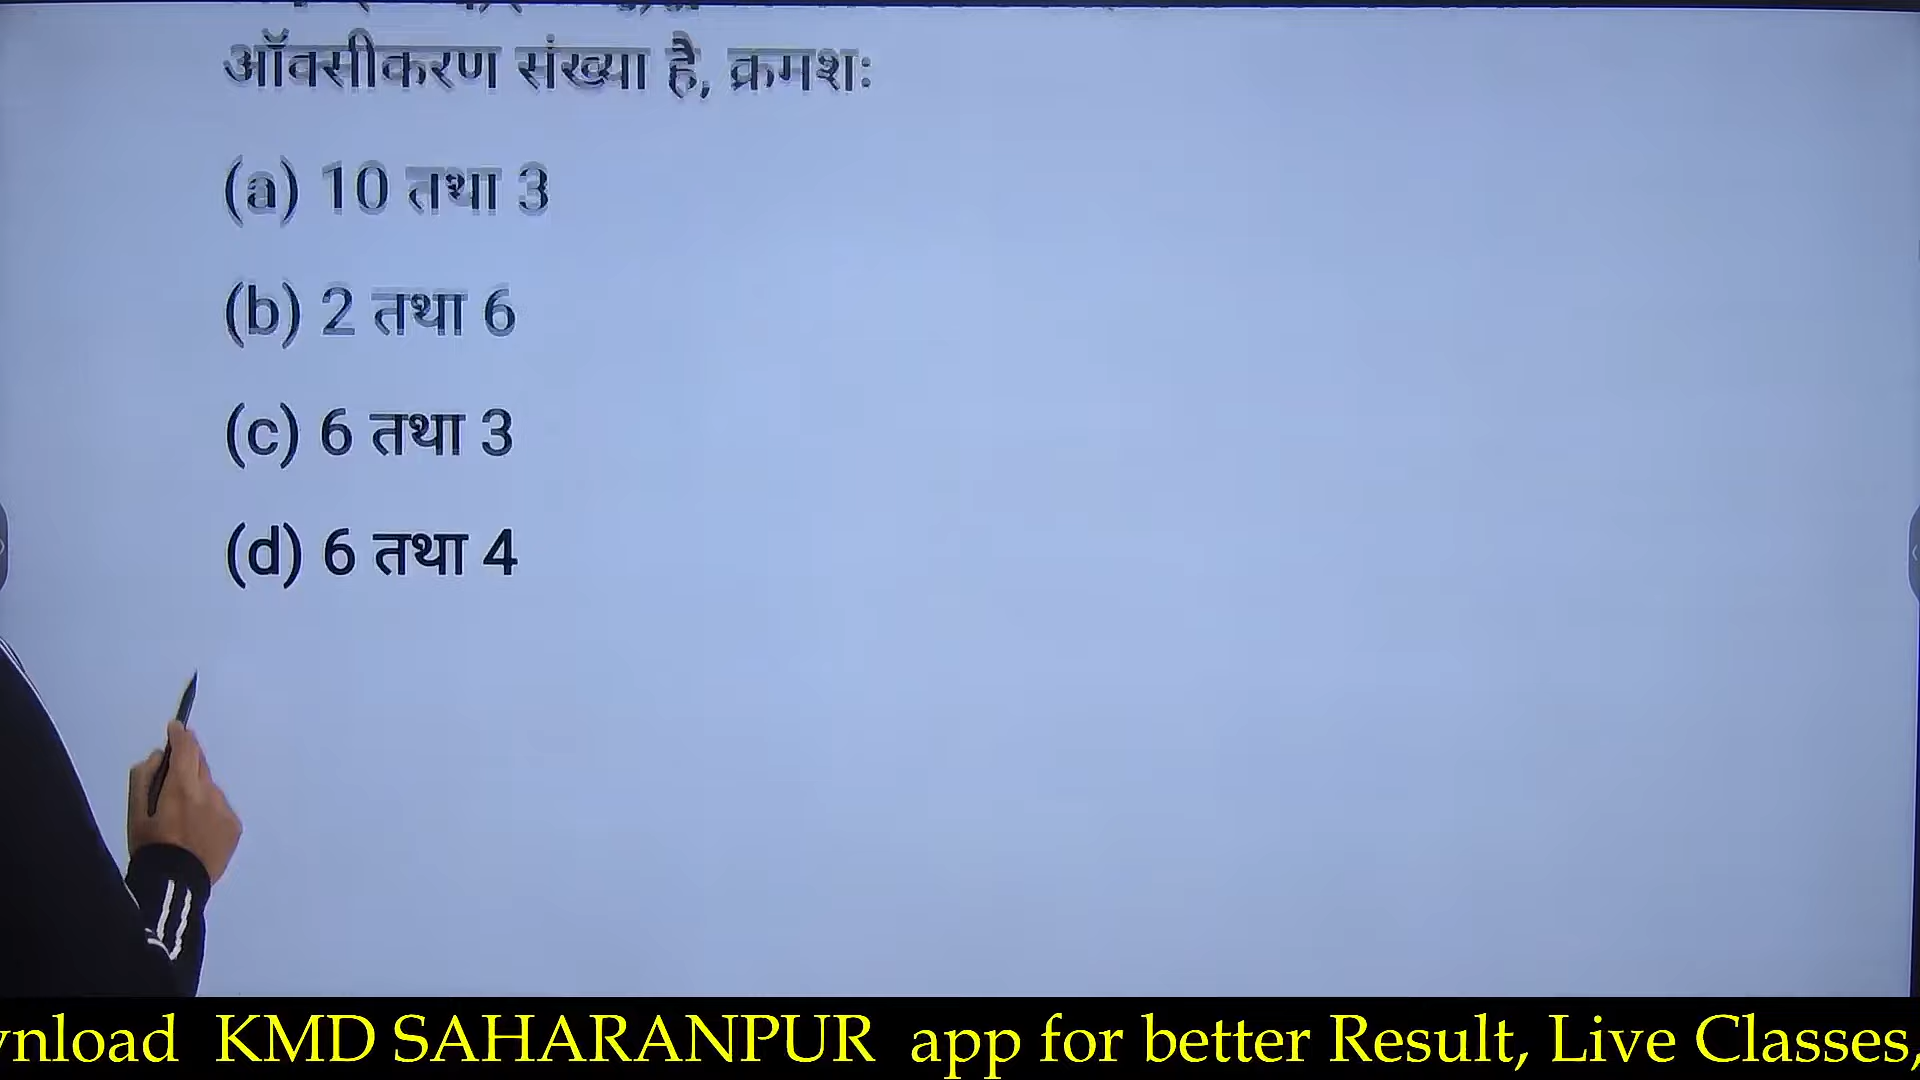 ऑक्सीकरण संख्या है, क्रमशः
(a) 10 तथा 3
(b) 2 तथा 6
(c) 6 तथा 3
(d) 6 तथा 4
KMD SAHARANPUR app for better Result, Live Classes,